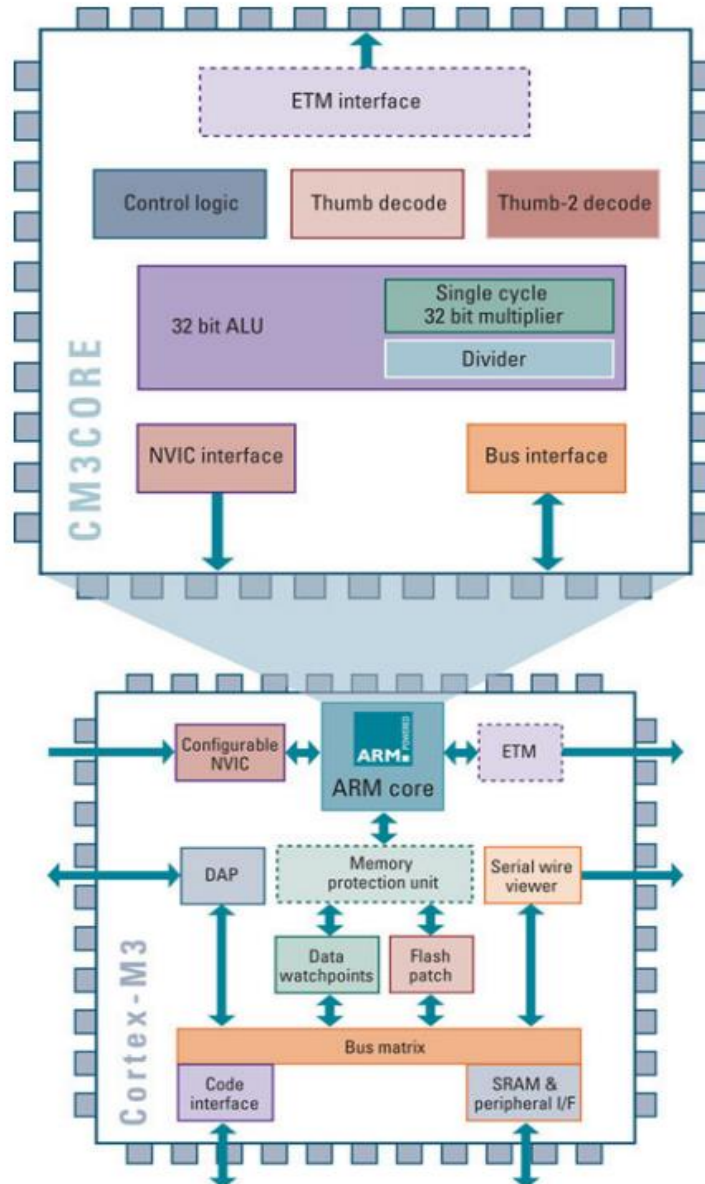 ETM interface
Control logic
Thumb decode
Thumb-2 decode
32 bit ALU
Single cycle
32 bit multiplier
Divider
NVIC interface
Bus interface
CM3CORE
Configurable
NVIC
ARM POWERED
ARM core
ETM
DAP
Memory
protection unit
Serial wire
viewer
Data
watchpoints
Flash
patch
Bus matrix
Code
interface
SRAM &
peripheral I/F
Cortex-M3